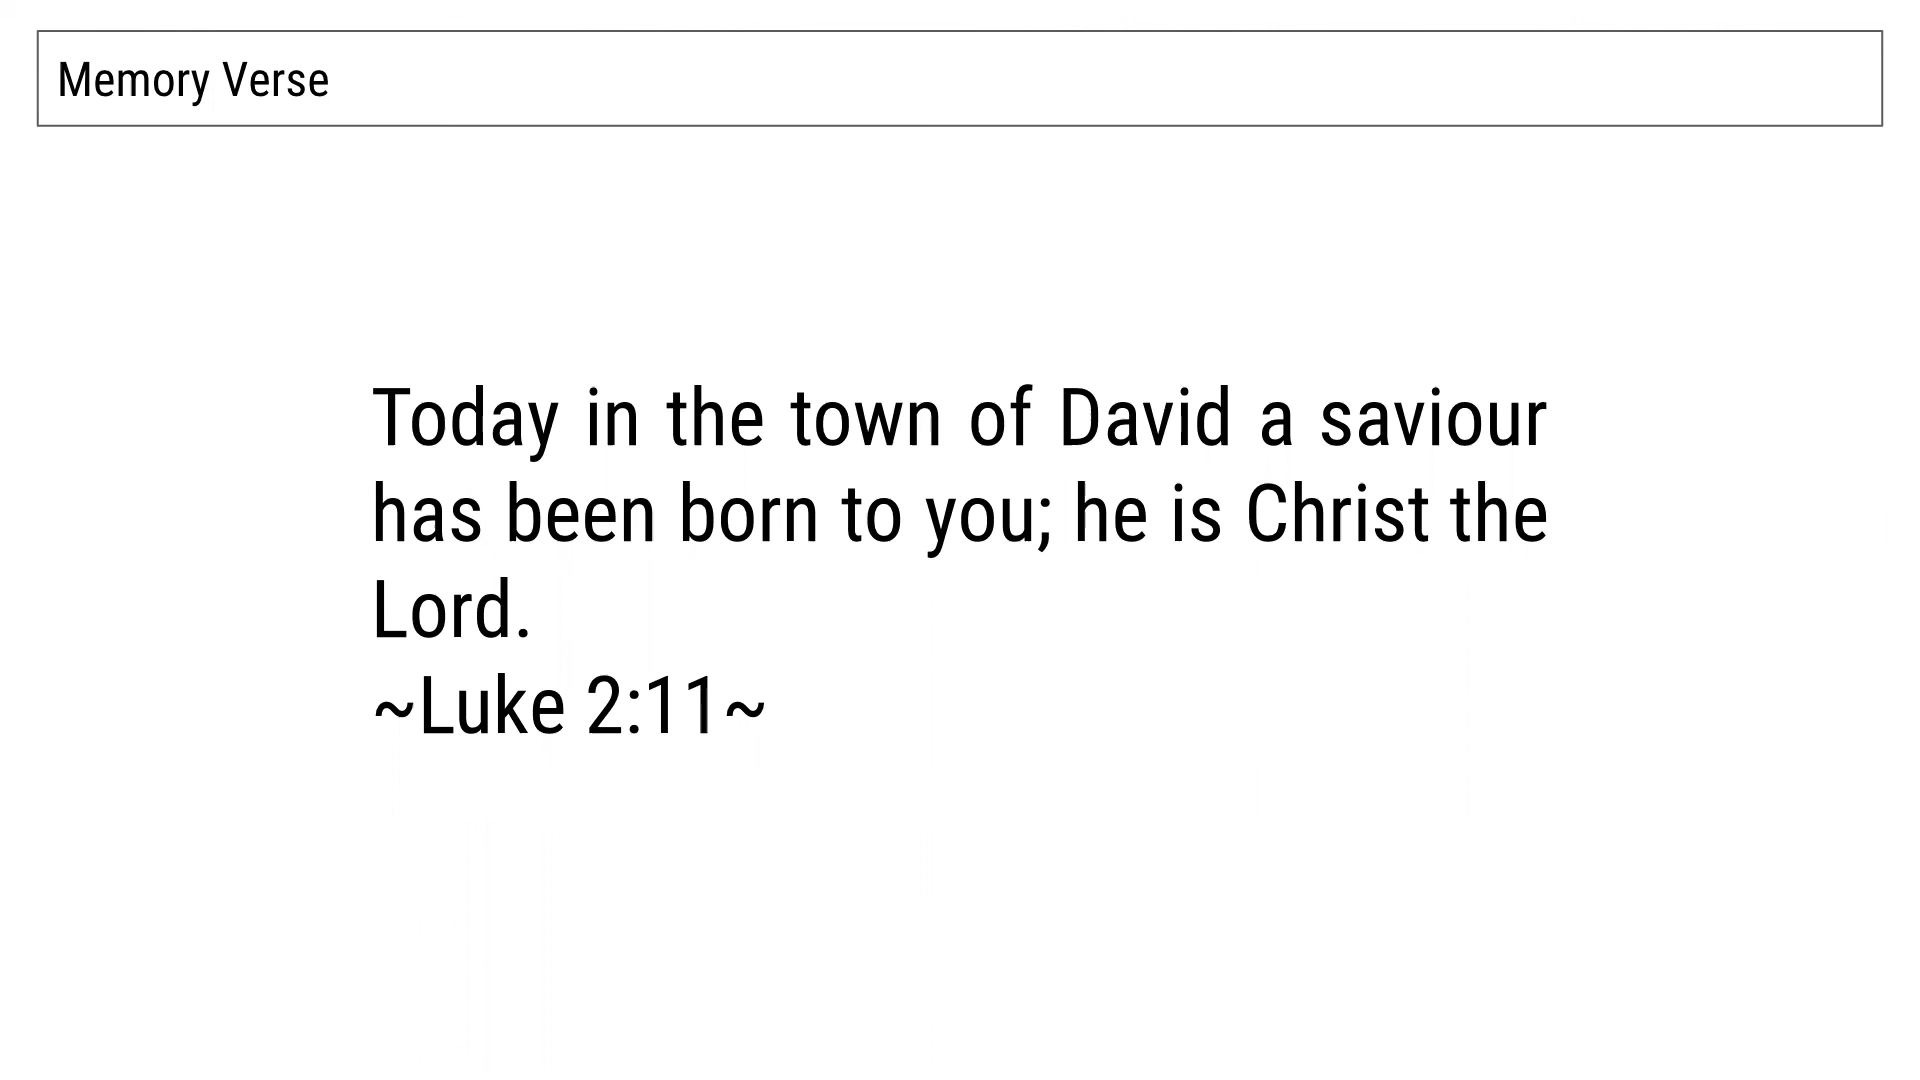 Memory Verse
Today in the town of David a saviour
has been born to you; he is Christ the
Lord.
~Luke 2:11~